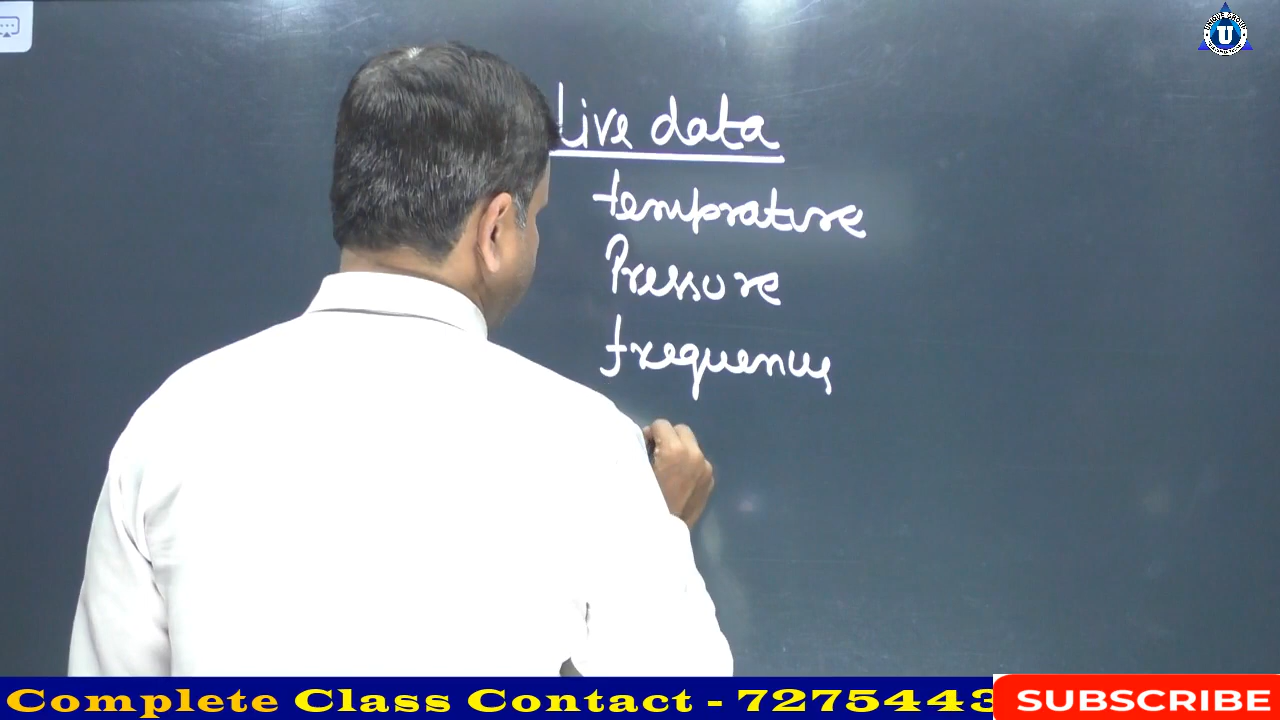 Live data
temprature
Pressure
frequency
Complete Class Contact - 7275443
SUBSCRIBE
U